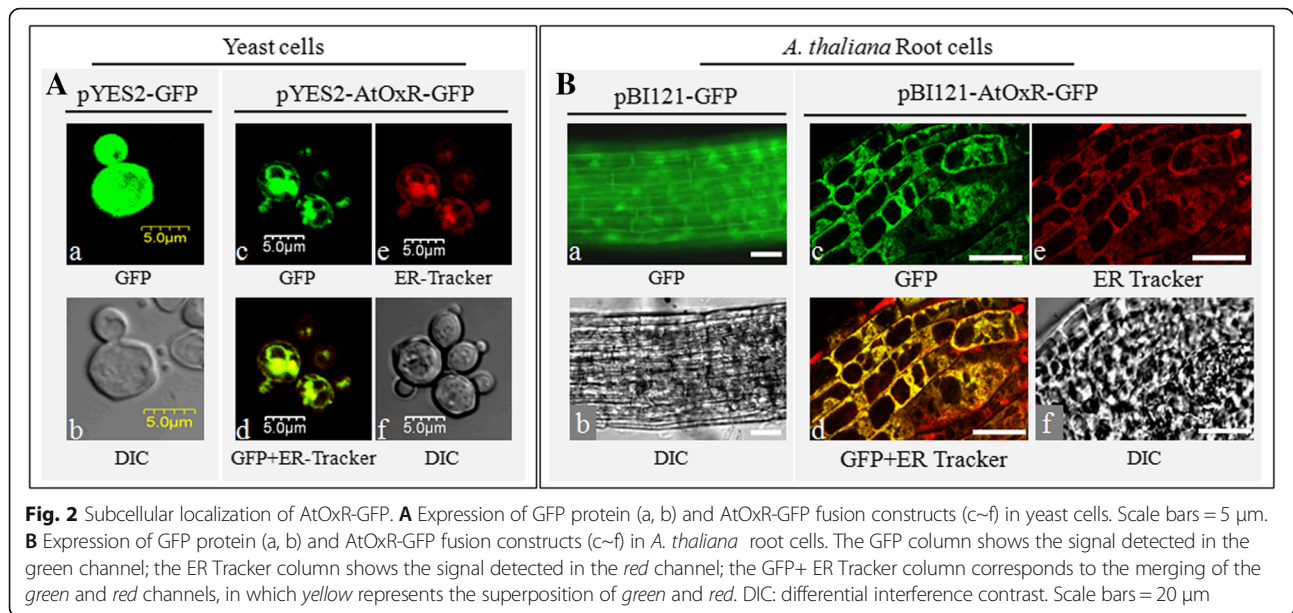 Yeast cells
A
pYES2-GFP
pYES2-AtOxR-GFP
a
5.0µm
GFP
c
5.0µm
GFP
e
5.0µm
ER-Tracker
b
5.0µm
DIC
d
5.0µm
GFP+ER-Tracker
f
5.0µm
DIC
A. thaliana Root cells
B
pBI121-GFP
pBI121-AtOxR-GFP
a
GFP
c
GFP
e
ER Tracker
b
DIC
d
GFP+ER Tracker
f
DIC
Fig. 2 Subcellular localization of AtOxR-GFP. A Expression of GFP protein (a, b) and AtOxR-GFP fusion constructs (c~f) in yeast cells. Scale bars = 5 μm.
B Expression of GFP protein (a, b) and AtOxR-GFP fusion constructs (c~f) in A. thaliana root cells. The GFP column shows the signal detected in the
green channel; the ER Tracker column shows the signal detected in the red channel; the GFP+ ER Tracker column corresponds to the merging of the
green and red channels, in which yellow represents the superposition of green and red. DIC: differential interference contrast. Scale bars = 20 μm